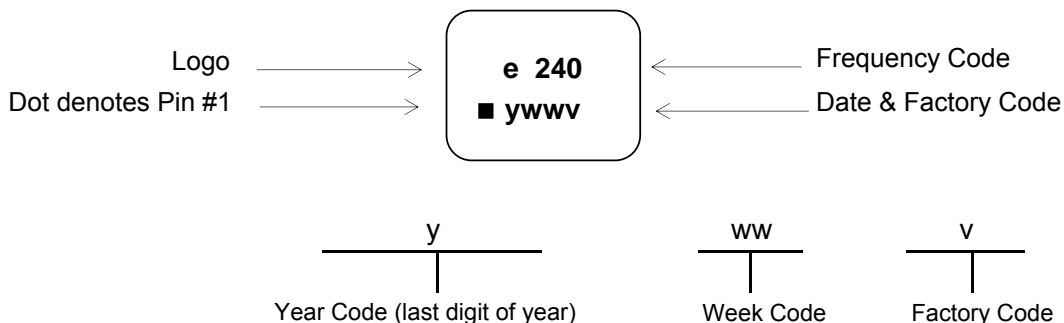 Logo
e 240
Frequency Code
Dot denotes Pin #1
■ ywwv
Date & Factory Code
y
ww
v
Year Code (last digit of year)
Week Code
Factory Code